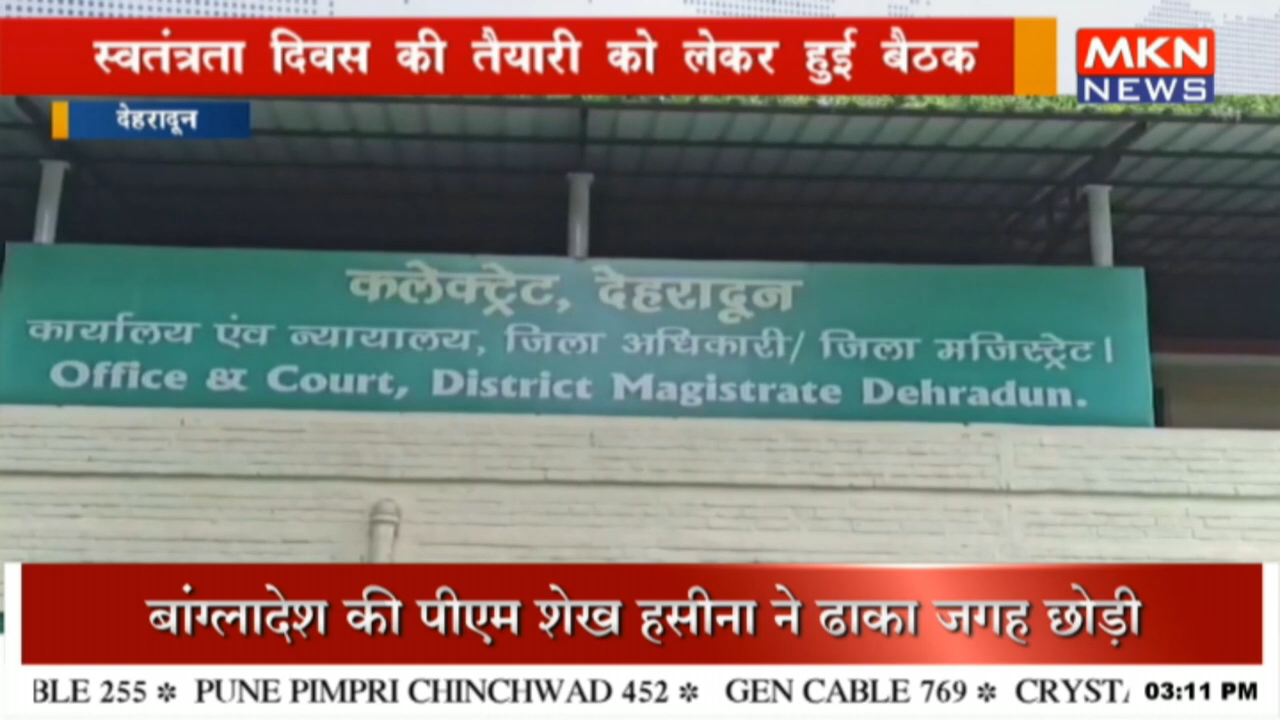 स्वतंत्रता दिवस की तैयारी को लेकर हुई बैठक
MKN
NEWS
देहरादून
कलेक्ट्रेट, देहरादून
कार्यालय एंव न्यायालय, जिला अधिकारी/ जिला मजिस्ट्रेट।
Office & Court, District Magistrate Dehradun.
बांग्लादेश की पीएम शेख हसीना ने ढाका जगह छोड़ी
BLE 255 ✲ PUNE PIMPRI CHINCHWAD 452 ✲ GEN CABLE 769 ✲ CRYST 03:11 PM